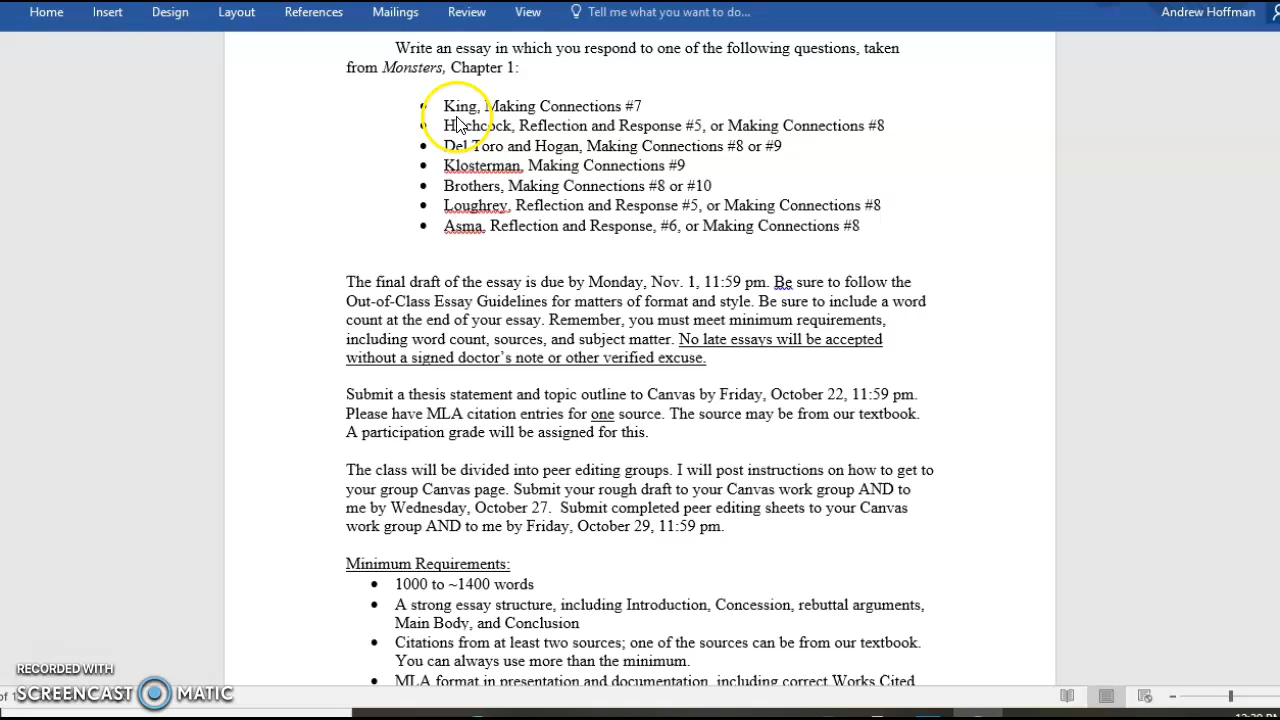 Home Insert Design Layout References Mailings Review View Tell me what you want to do... Andrew Hoffman
Write an essay in which you respond to one of the following questions, taken
from Monsters, Chapter 1:
• King, Making Connections #7
• Hitchcock, Reflection and Response #5, or Making Connections #8
• Del Toro and Hogan, Making Connections #8 or #9
• Klosterman, Making Connections #9
• Brothers, Making Connections #8 or #10
• Loughrey, Reflection and Response #5, or Making Connections #8
• Asma, Reflection and Response, #6, or Making Connections #8
The final draft of the essay is due by Monday, Nov. 1, 11:59 pm. Be sure to follow the
Out-of-Class Essay Guidelines for matters of format and style. Be sure to include a word
count at the end of your essay. Remember, you must meet minimum requirements,
including word count, sources, and subject matter. No late essays will be accepted
without a signed doctor's note or other verified excuse.
Submit a thesis statement and topic outline to Canvas by Friday, October 22, 11:59 pm.
Please have MLA citation entries for one source. The source may be from our textbook.
A participation grade will be assigned for this.
The class will be divided into peer editing groups. I will post instructions on how to get to
your group Canvas page. Submit your rough draft to your Canvas work group AND to
me by Wednesday, October 27. Submit completed peer editing sheets to your Canvas
work group AND to me by Friday, October 29, 11:59 pm.
Minimum Requirements:
• 1000 to ~1400 words
• A strong essay structure, including Introduction, Concession, rebuttal arguments,
Main Body, and Conclusion
• Citations from at least two sources; one of the sources can be from our textbook.
You can always use more than the minimum.
• MLA format in presentation and documentation, including correct Works Cited
RECORDED WITH
SCREENCAST MATIC